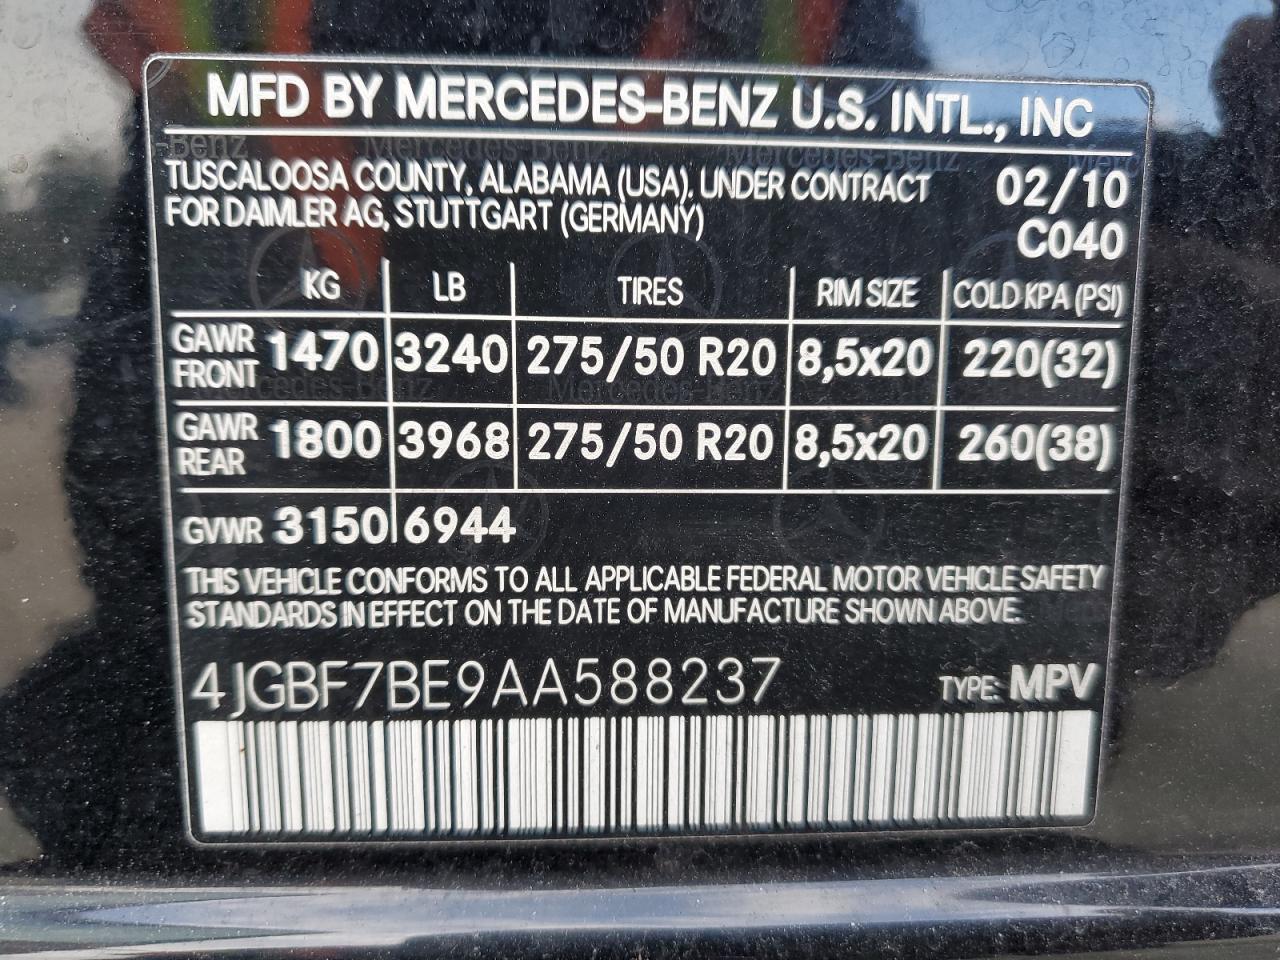 MFD BY MERCEDES-BENZ U.S. INTL., INC
TUSCALOOSA COUNTY, ALABAMA (USA), UNDER CONTRACT 02/10
FOR DAIMLER AG, STUTTGART (GERMANY) C040
KG LB TIRES RIM SIZE COLD KPA (PSI)
GAWR FRONT 1470 3240 275/50 R20 8,5x20 220(32)
GAWR REAR 1800 3968 275/50 R20 8,5x20 260(38)
GVWR 3150 6944
THIS VEHICLE CONFORMS TO ALL APPLICABLE FEDERAL MOTOR VEHICLE SAFETY
STANDARDS IN EFFECT ON THE DATE OF MANUFACTURE SHOWN ABOVE.
4JGBF7BE9AA588237 TYPE: MPV